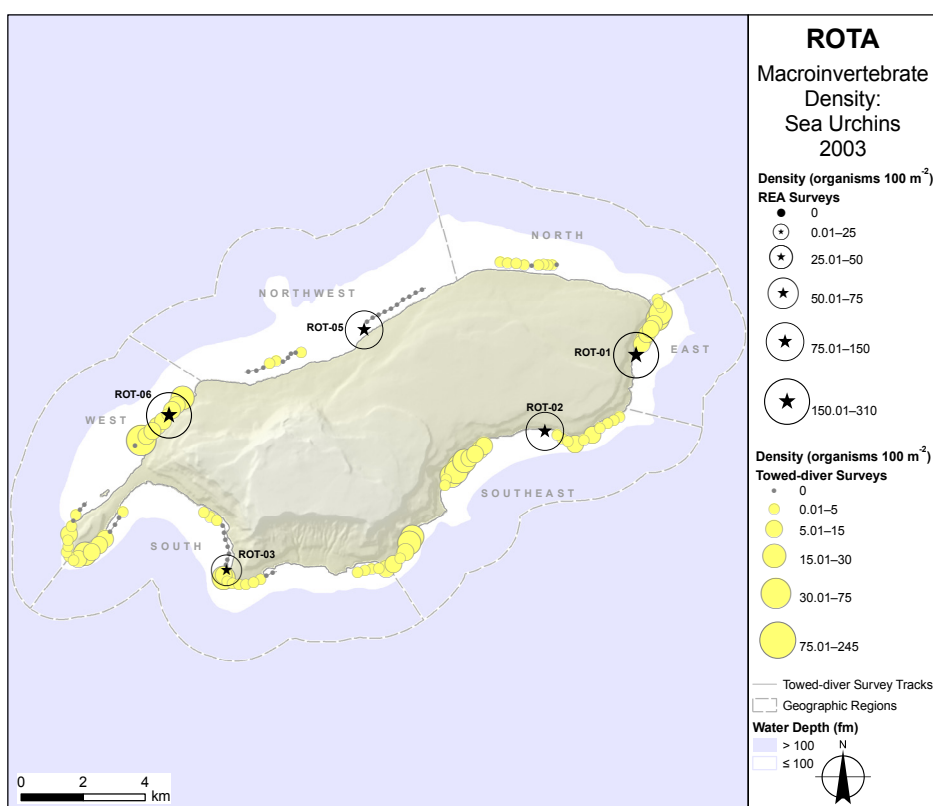 ROTA
Macroinvertebrate
Density:
Sea Urchins
2003
Density (organisms 100 m⁻²)
REA Surveys
0
0.01–25
25.01–50
50.01–75
75.01–150
150.01–310
Density (organisms 100 m⁻²)
Towed-diver Surveys
0
0.01–5
5.01–15
15.01–30
30.01–75
75.01–245
Towed-diver Survey Tracks
Geographic Regions
Water Depth (fm)
> 100
≤ 100
N
NORTH
NORTHWEST
ROT-05
ROT-01
EAST
ROT-06
WEST
ROT-02
SOUTHEAST
SOUTH
ROT-03
0 2 4
km